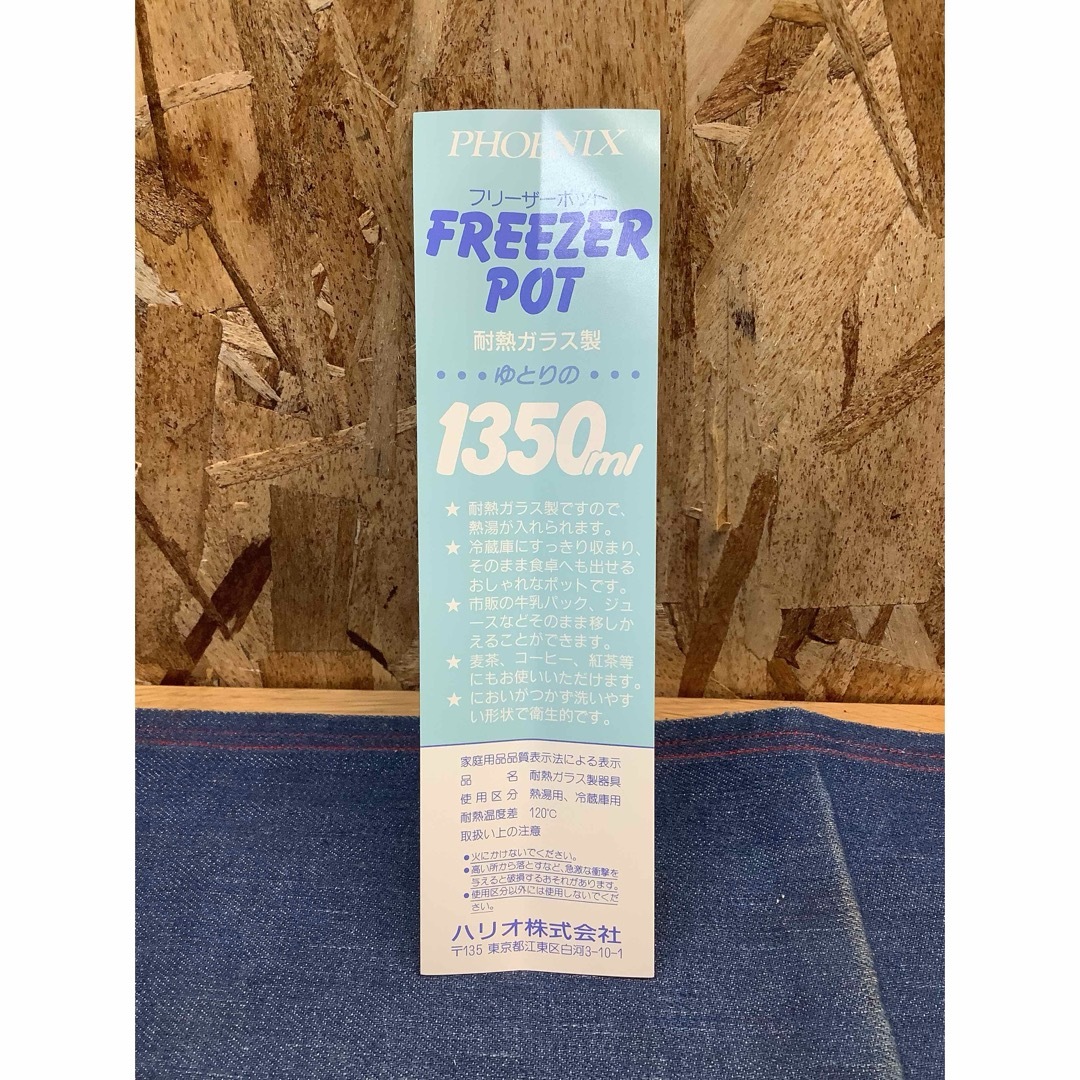 PHOENIX
フリーザーポット
FREEZER
POT
耐熱ガラス製
・・・ゆとりの・・・
1350ml
★ 耐熱ガラス製ですので、
熱湯が入れられます。
★ 冷蔵庫にすっきり収まり、
そのまま食卓へも出せる
おしゃれなポットです。
★ 市販の牛乳パック、ジュ
ースなどそのまま移しか
えることができます。
★ 麦茶、コーヒー、紅茶等
にもお使いいただけます。
★ においがつかず洗いやす
い形状で衛生的です。
家庭用品品質表示法による表示
品名 耐熱ガラス製器具
使用区分 熱湯用、冷蔵庫用
耐熱温度差 120℃
取扱い上の注意
●火にかけないでください。
●高い所から落とすなど、急激な衝撃を
与えると破損するおそれがあります。
●使用区分以外には使用しないでくだ
さい。
ハリオ株式会社
〒135 東京都江東区白河3-10-1